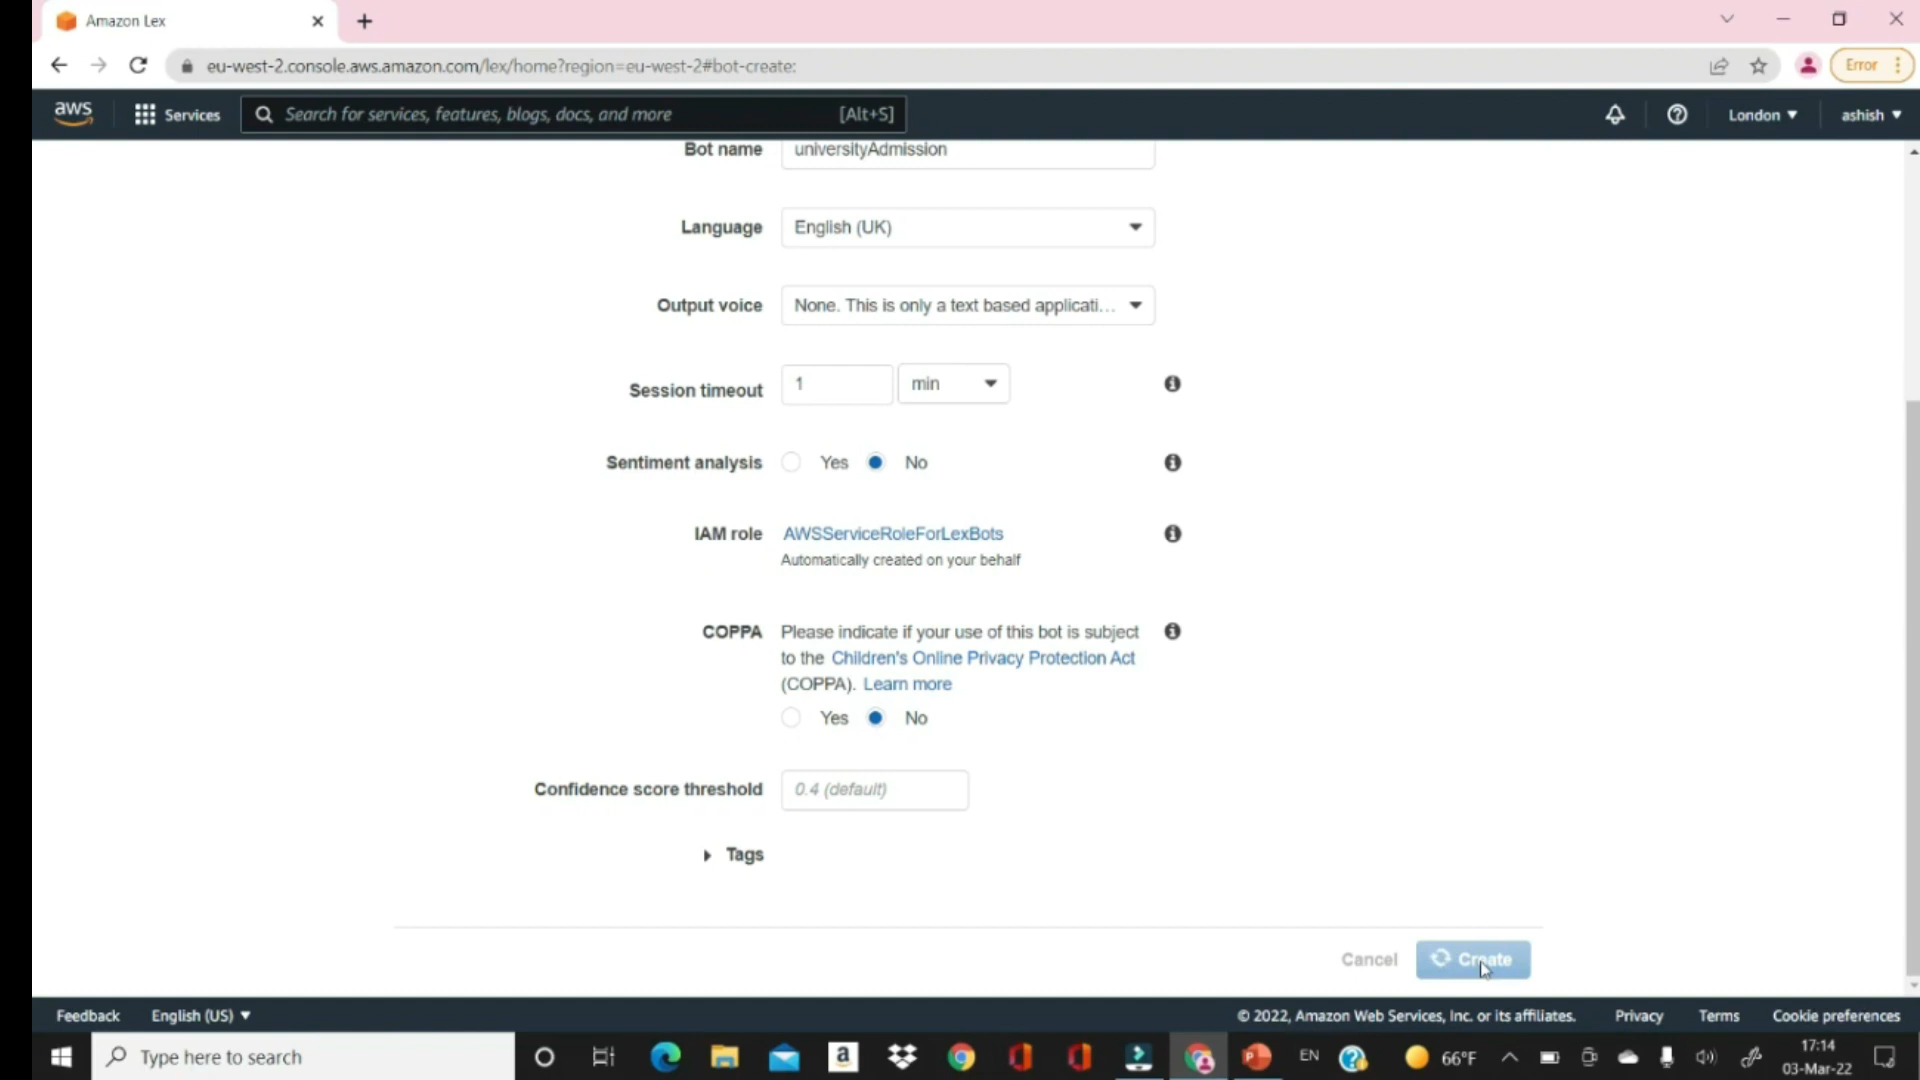 Amazon Lex
eu-west-2.console.aws.amazon.com/lex/home?region=eu-west-2#bot-create:
Error
aws
Services
Search for services, features, blogs, docs, and more
[Alt+S]
London
ashish
Bot name
universityAdmission
Language
English (UK)
Output voice
None. This is only a text based applicati...
Session timeout
1
min
Sentiment analysis
Yes
No
IAM role
AWSServiceRoleForLexBots
Automatically created on your behalf
COPPA
Please indicate if your use of this bot is subject
to the Children's Online Privacy Protection Act
(COPPA). Learn more
Yes
No
Confidence score threshold
0.4 (default)
Tags
Cancel
Create
Feedback
English (US)
© 2022, Amazon Web Services, Inc. or its affiliates.
Privacy
Terms
Cookie preferences
Type here to search
a
P
EN
66°F
17:14
03-Mar-22